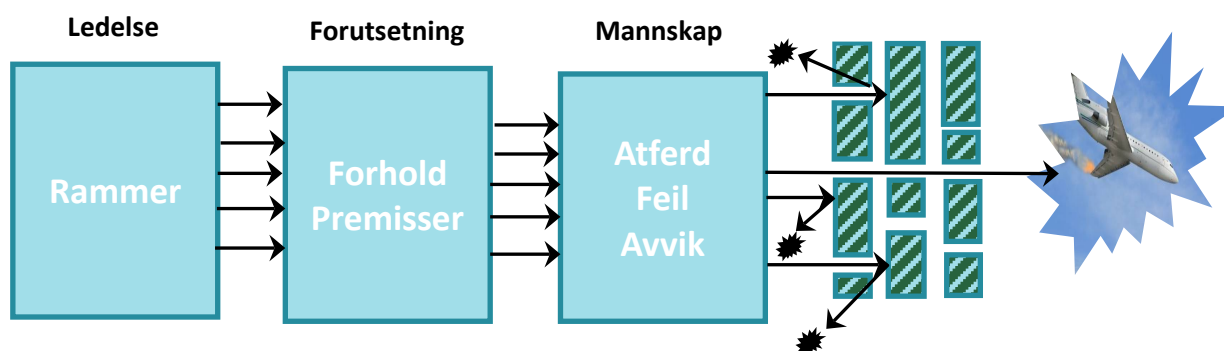 Ledelse
Forutsetning
Mannskap
Rammer
Forhold
Premisser
Atferd
Feil
Avvik